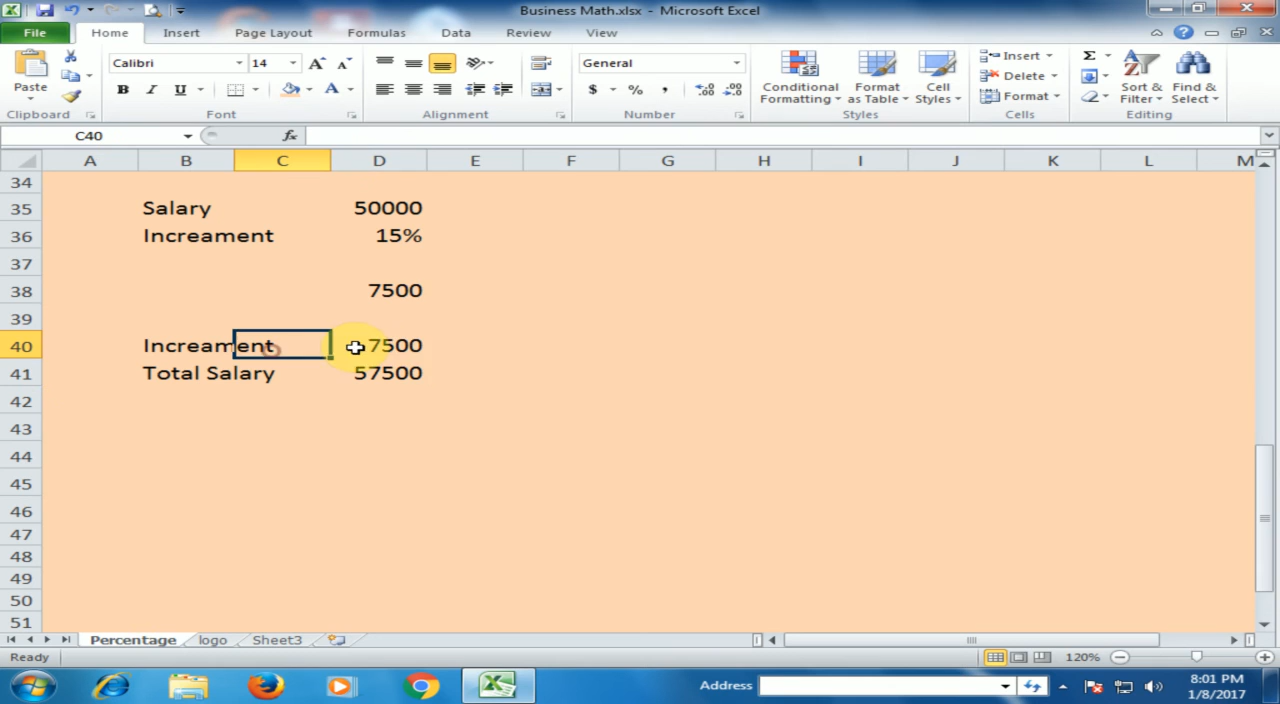 Business Math.xlsx - Microsoft Excel
File Home Insert Page Layout Formulas Data Review View
Paste Calibri 14 A A General Conditional Formatting Format as Table Cell Styles Insert Delete Format Σ Sort & Filter Find & Select
B I U A $ % ,
Clipboard Font Alignment Number Styles Cells Editing
C40 fx
A B C D E F G H I J K L M
34
35 Salary 50000
36 Increament 15%
37
38 7500
39
40 Increament 7500
41 Total Salary 57500
42
43
44
45
46
47
48
49
50
51
Percentage logo Sheet3
Ready 120%
Address 8:01 PM
1/8/2017